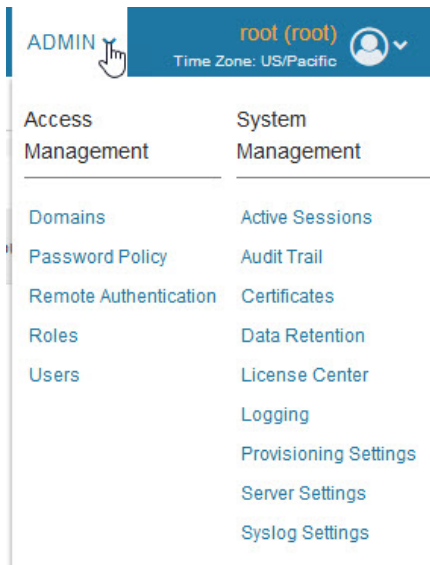 ADMIN
root (root)
Time Zone: US/Pacific
Access
Management
Domains
Password Policy
Remote Authentication
Roles
Users
System
Management
Active Sessions
Audit Trail
Certificates
Data Retention
License Center
Logging
Provisioning Settings
Server Settings
Syslog Settings